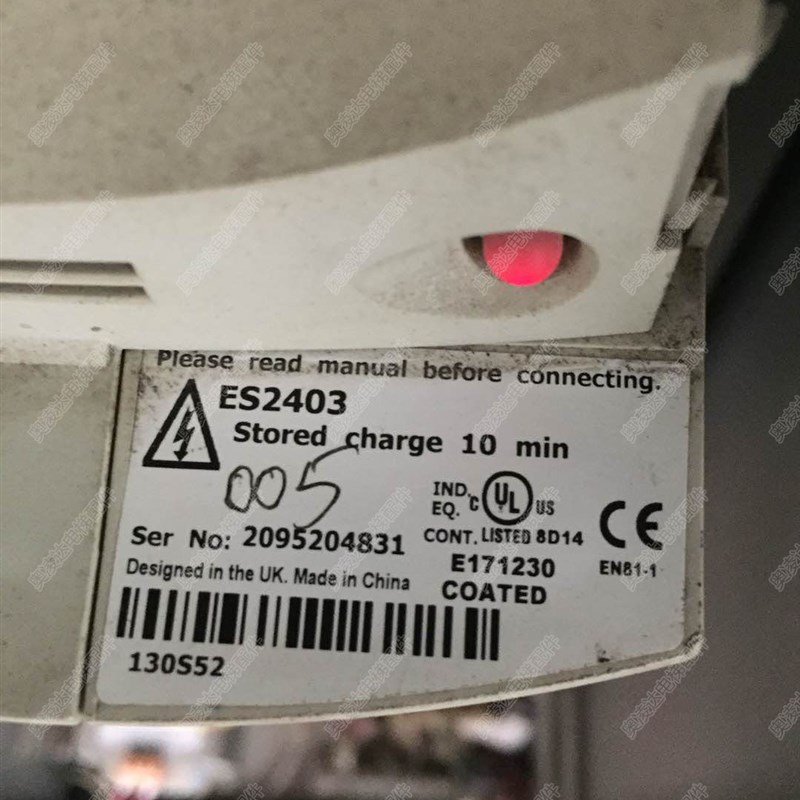 Please read manual before connecting.
ES2403
Stored charge 10 min
005
IND. EQ. C UL US
CONT. LISTED 8D14
E171230
COATED
CE
EN81-1
Ser No: 2095204831
Designed in the UK. Made in China
130S52